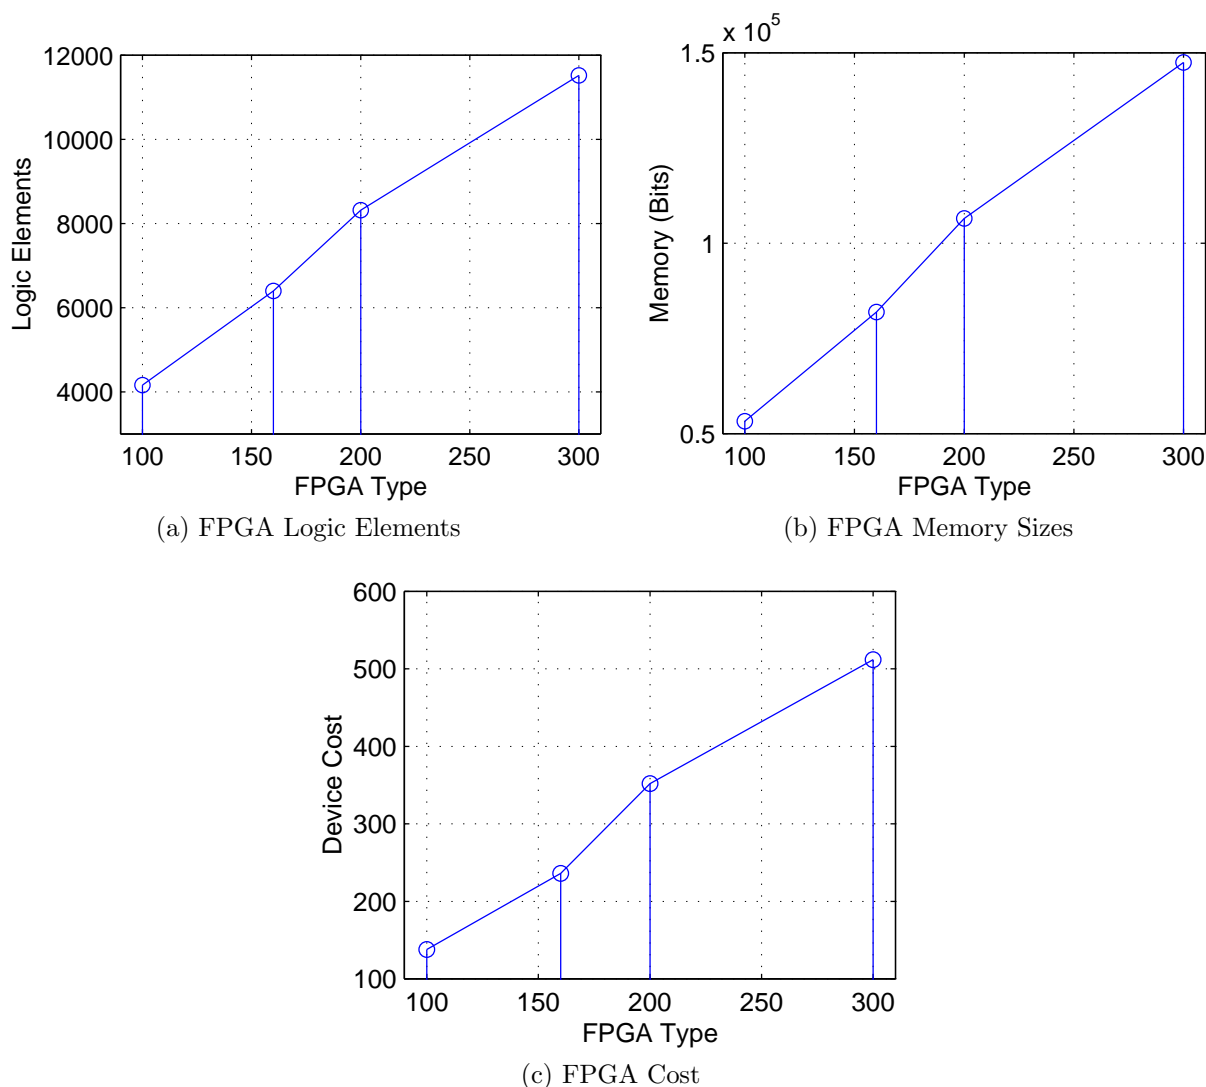 12000
10000
8000
6000
4000
Logic Elements
100 150 200 250 300
FPGA Type
(a) FPGA Logic Elements
x 10^5
1.5
1
0.5
Memory (Bits)
100 150 200 250 300
FPGA Type
(b) FPGA Memory Sizes
600
500
400
300
200
100
Device Cost
100 150 200 250 300
FPGA Type
(c) FPGA Cost